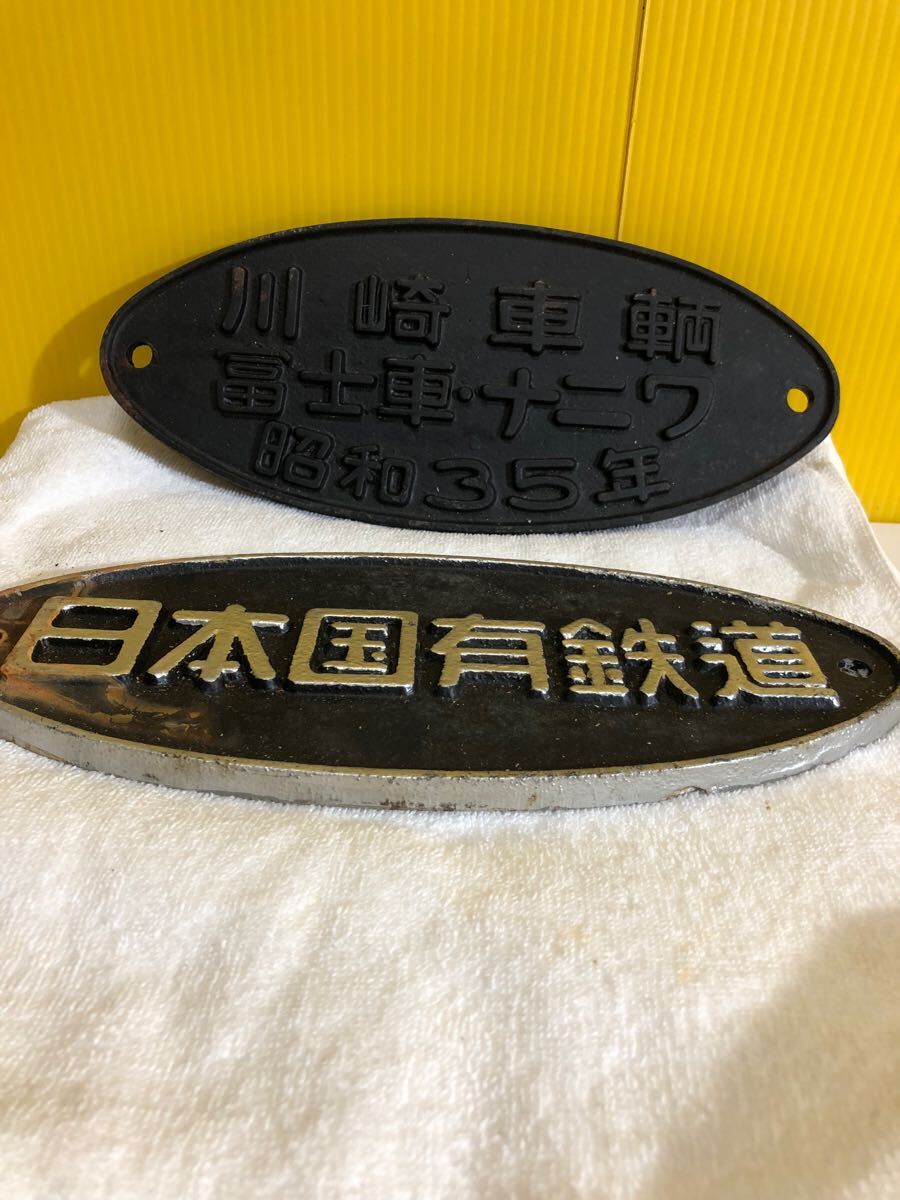 川崎車輌
富士車・ナニワ
昭和35年
日本国有鉄道